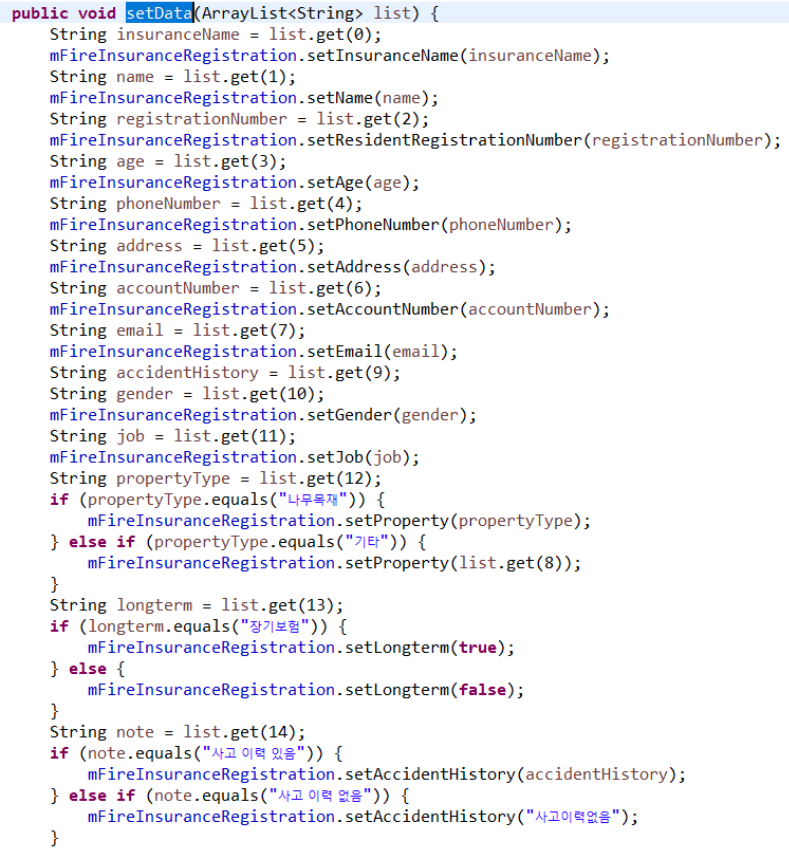 public void setData(ArrayList<String> list) {
    String insuranceName = list.get(0);
    mFireInsuranceRegistration.setInsuranceName(insuranceName);
    String name = list.get(1);
    mFireInsuranceRegistration.setName(name);
    String registrationNumber = list.get(2);
    mFireInsuranceRegistration.setResidentRegistrationNumber(registrationNumber);
    String age = list.get(3);
    mFireInsuranceRegistration.setAge(age);
    String phoneNumber = list.get(4);
    mFireInsuranceRegistration.setPhoneNumber(phoneNumber);
    String address = list.get(5);
    mFireInsuranceRegistration.setAddress(address);
    String accountNumber = list.get(6);
    mFireInsuranceRegistration.setAccountNumber(accountNumber);
    String email = list.get(7);
    mFireInsuranceRegistration.setEmail(email);
    String accidentHistory = list.get(9);
    String gender = list.get(10);
    mFireInsuranceRegistration.setGender(gender);
    String job = list.get(11);
    mFireInsuranceRegistration.setJob(job);
    String propertyType = list.get(12);
    if (propertyType.equals("나무목재")) {
        mFireInsuranceRegistration.setProperty(propertyType);
    } else if (propertyType.equals("기타")) {
        mFireInsuranceRegistration.setProperty(list.get(8));
    }
    String longterm = list.get(13);
    if (longterm.equals("장기보험")) {
        mFireInsuranceRegistration.setLongterm(true);
    } else {
        mFireInsuranceRegistration.setLongterm(false);
    }
    String note = list.get(14);
    if (note.equals("사고 이력 있음")) {
        mFireInsuranceRegistration.setAccidentHistory(accidentHistory);
    } else if (note.equals("사고 이력 없음")) {
        mFireInsuranceRegistration.setAccidentHistory("사고이력없음");
    }